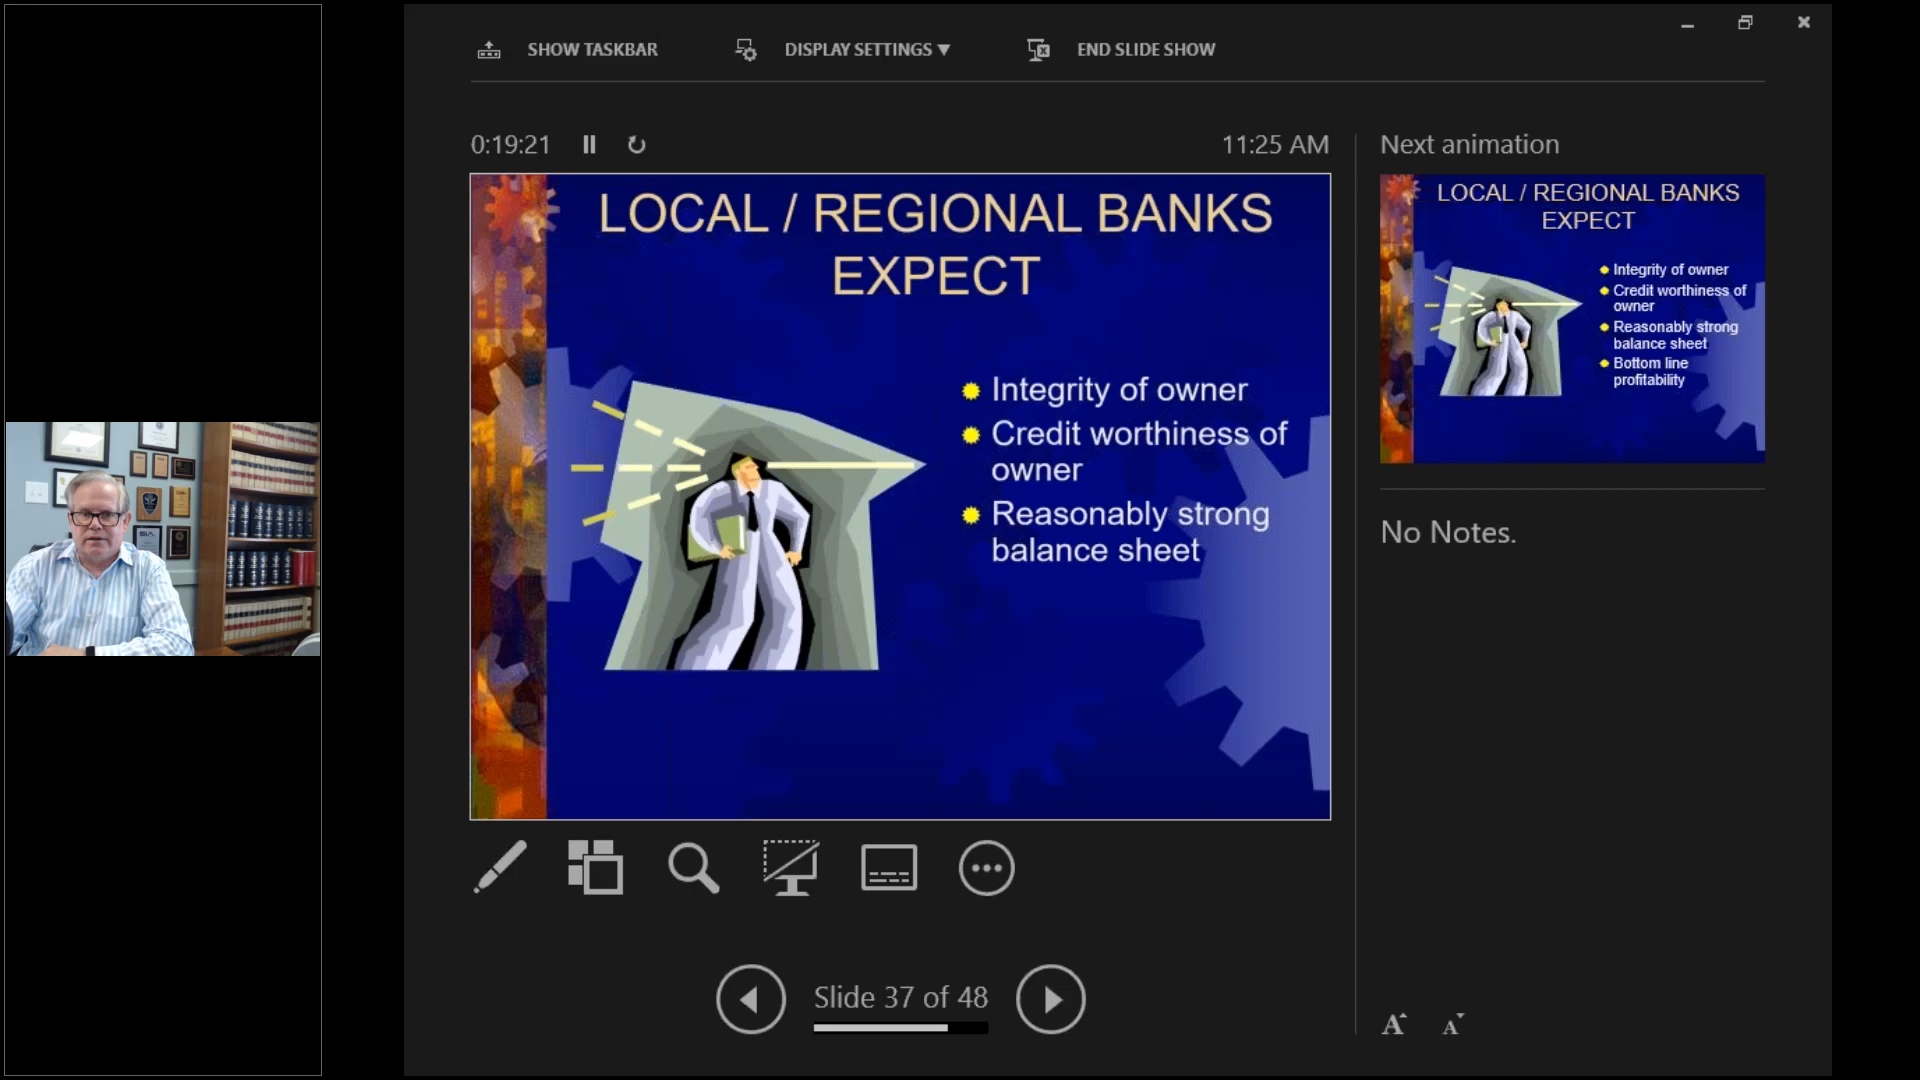 SHOW TASKBAR
DISPLAY SETTINGS ▼
END SLIDE SHOW
0:19:21
11:25 AM
LOCAL / REGIONAL BANKS
EXPECT
Integrity of owner
Credit worthiness of
owner
Reasonably strong
balance sheet
Slide 37 of 48
Next animation
LOCAL / REGIONAL BANKS
EXPECT
Integrity of owner
Credit worthiness of
owner
Reasonably strong
balance sheet
Bottom line
profitability
No Notes.
A A